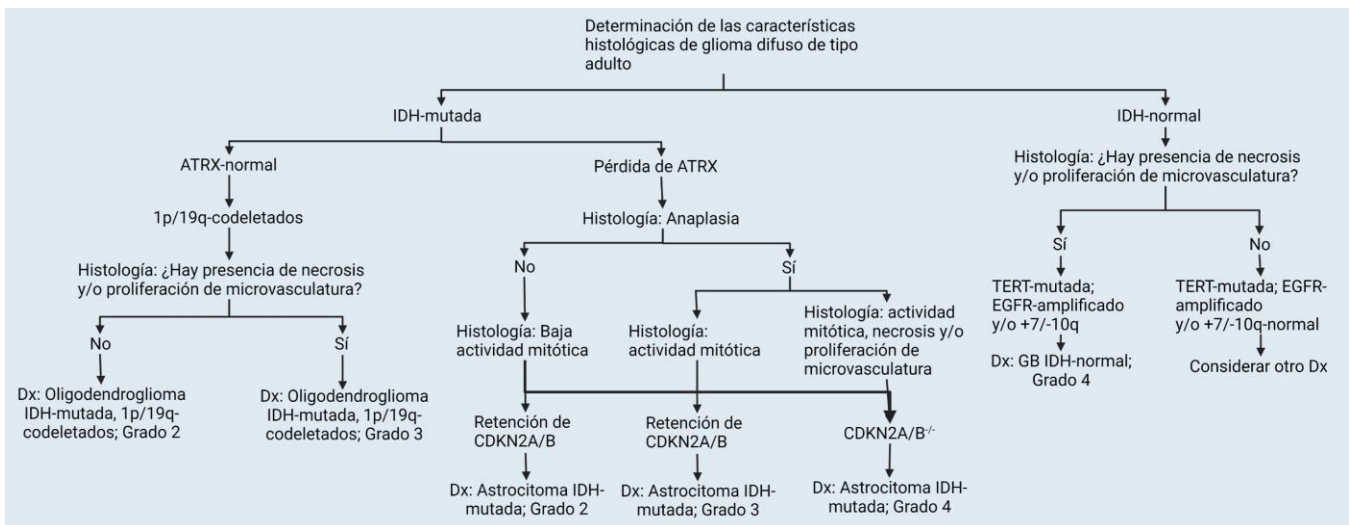 Determinación de las características
histológicas de glioma difuso de tipo
adulto
IDH-mutada
IDH-normal
ATRX-normal
Pérdida de ATRX
Histología: ¿Hay presencia de necrosis
y/o proliferación de microvasculatura?
1p/19q-codeletados
Histología: Anaplasia
Sí
No
Histología: ¿Hay presencia de necrosis
y/o proliferación de microvasculatura?
No
Sí
TERT-mutada;
EGFR-amplificado
y/o +7/-10q
TERT-mutada; EGFR-
amplificado
y/o +7/-10q-normal
No
Sí
Histología: Baja
actividad mitótica
Histología:
actividad mitótica
Histología: actividad
mitótica, necrosis y/o
proliferación de
microvasculatura
Dx: GB IDH-normal;
Grado 4
Considerar otro Dx
Dx: Oligodendroglioma
IDH-mutada, 1p/19q-
codeletados; Grado 2
Dx: Oligodendroglioma
IDH-mutada, 1p/19q-
codeletados; Grado 3
Retención de
CDKN2A/B
Retención de
CDKN2A/B
CDKN2A/B-/-
Dx: Astrocitoma IDH-
mutada; Grado 2
Dx: Astrocitoma IDH-
mutada; Grado 3
Dx: Astrocitoma IDH-
mutada; Grado 4